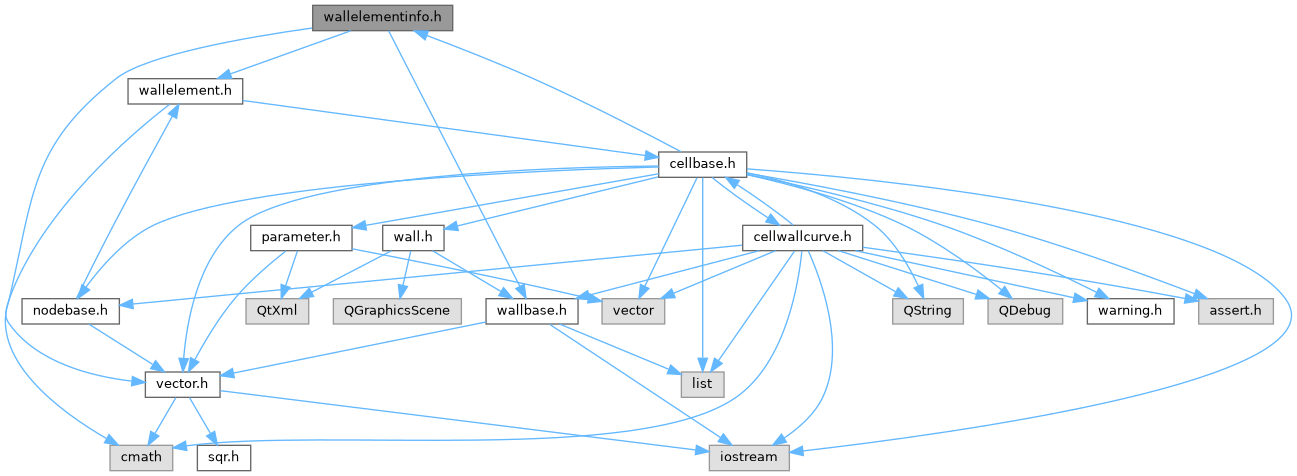 wallelementinfo.h
wallelement.h
cellbase.h
parameter.h
wall.h
cellwallcurve.h
nodebase.h
QtXml
QGraphicsScene
wallbase.h
vector
QString
QDebug
warning.h
assert.h
vector.h
list
cmath
sqr.h
iostream